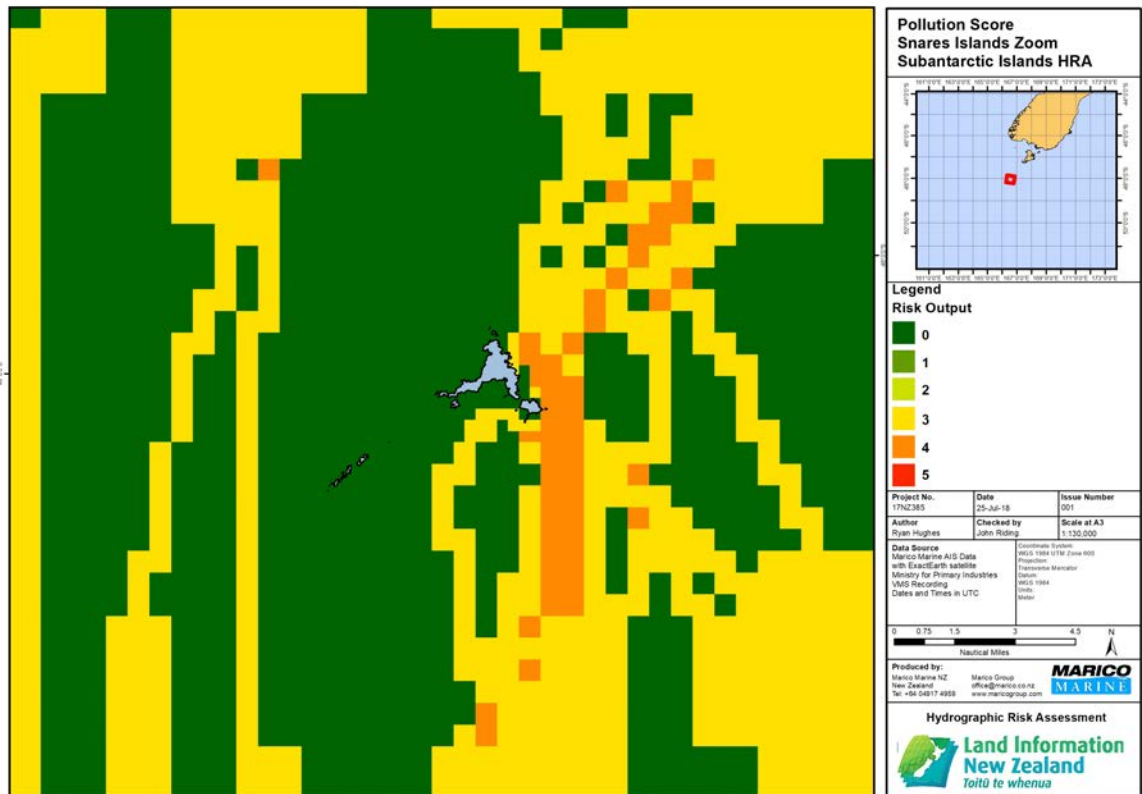 Pollution Score
Snares Islands Zoom
Subantarctic Islands HRA
Legend
Risk Output
0
1
2
3
4
5
Project No.
17NZ385
Date
25-Jul-18
Issue Number
001
Author
Ryan Hughes
Checked by
John Riding
Scale at A3
1:130,000
Data Source
Marico Marine AIS Data
with ExactEarth satellite
Ministry for Primary Industries
VMS Recording
Dates and Times in UTC
Coordinate System:
WGS 1984 UTM Zone 60S
Projection:
Transverse Mercator
Datum:
WGS 1984
Units:
Meter
0 0.75 1.5 3 4.5
Nautical Miles
N
Produced by:
Marico Marine NZ
New Zealand
Tel: +64 04917 4959
Marico Group
office@marico.co.nz
www.maricogroup.com
MARICO
MARINE
Hydrographic Risk Assessment
Land Information
New Zealand
Toitū te whenua